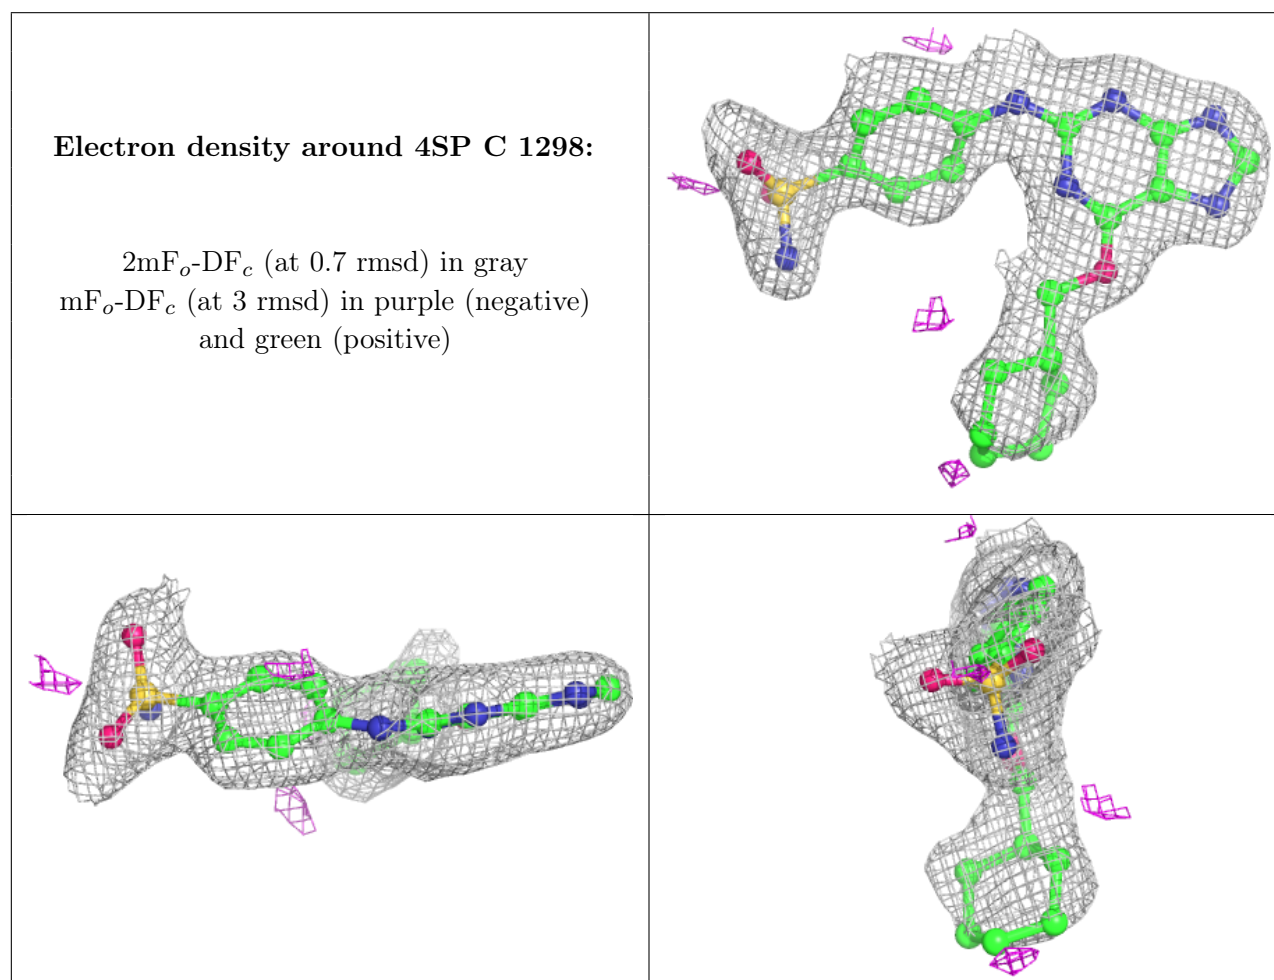 Electron density around 4SP C 1298:
2mFₒ-DF𝒸 (at 0.7 rmsd) in gray
mFₒ-DF𝒸 (at 3 rmsd) in purple (negative)
and green (positive)